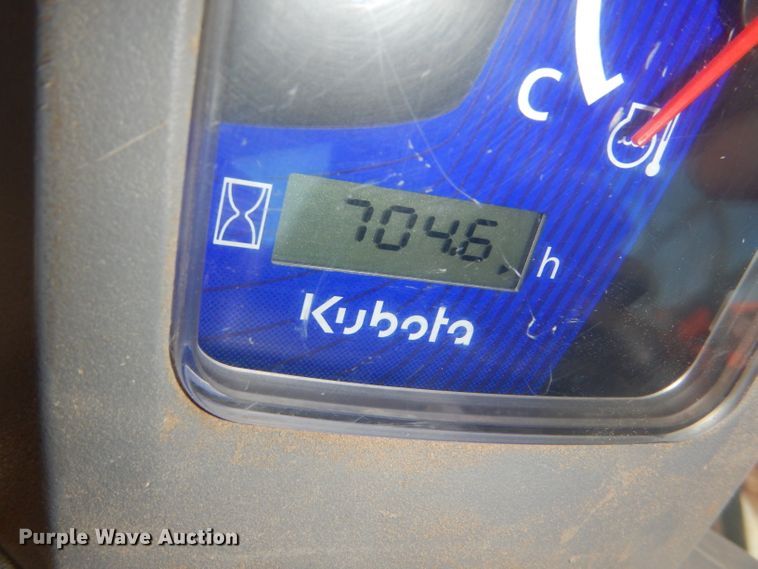 C
704.6 h
Kubota
Purple Wave Auction